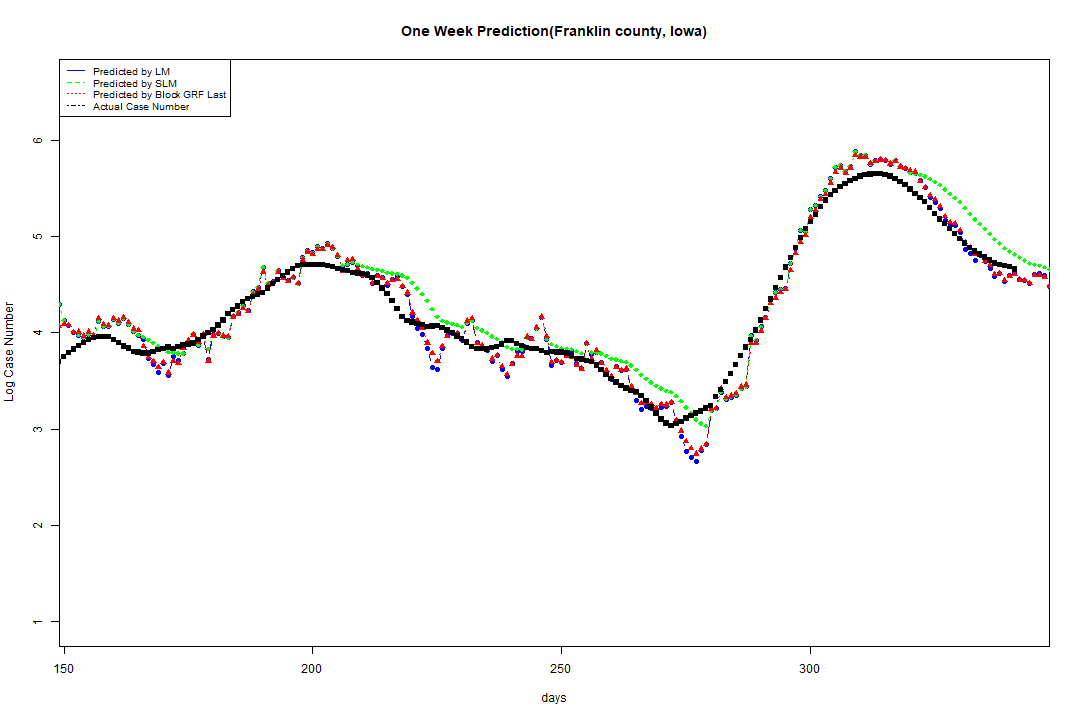 One Week Prediction(Franklin county, Iowa)
Predicted by LM
Predicted by SLM
Predicted by Block GRF Last
Actual Case Number
6
5
4
3
2
1
Log Case Number
150 200 250 300
days